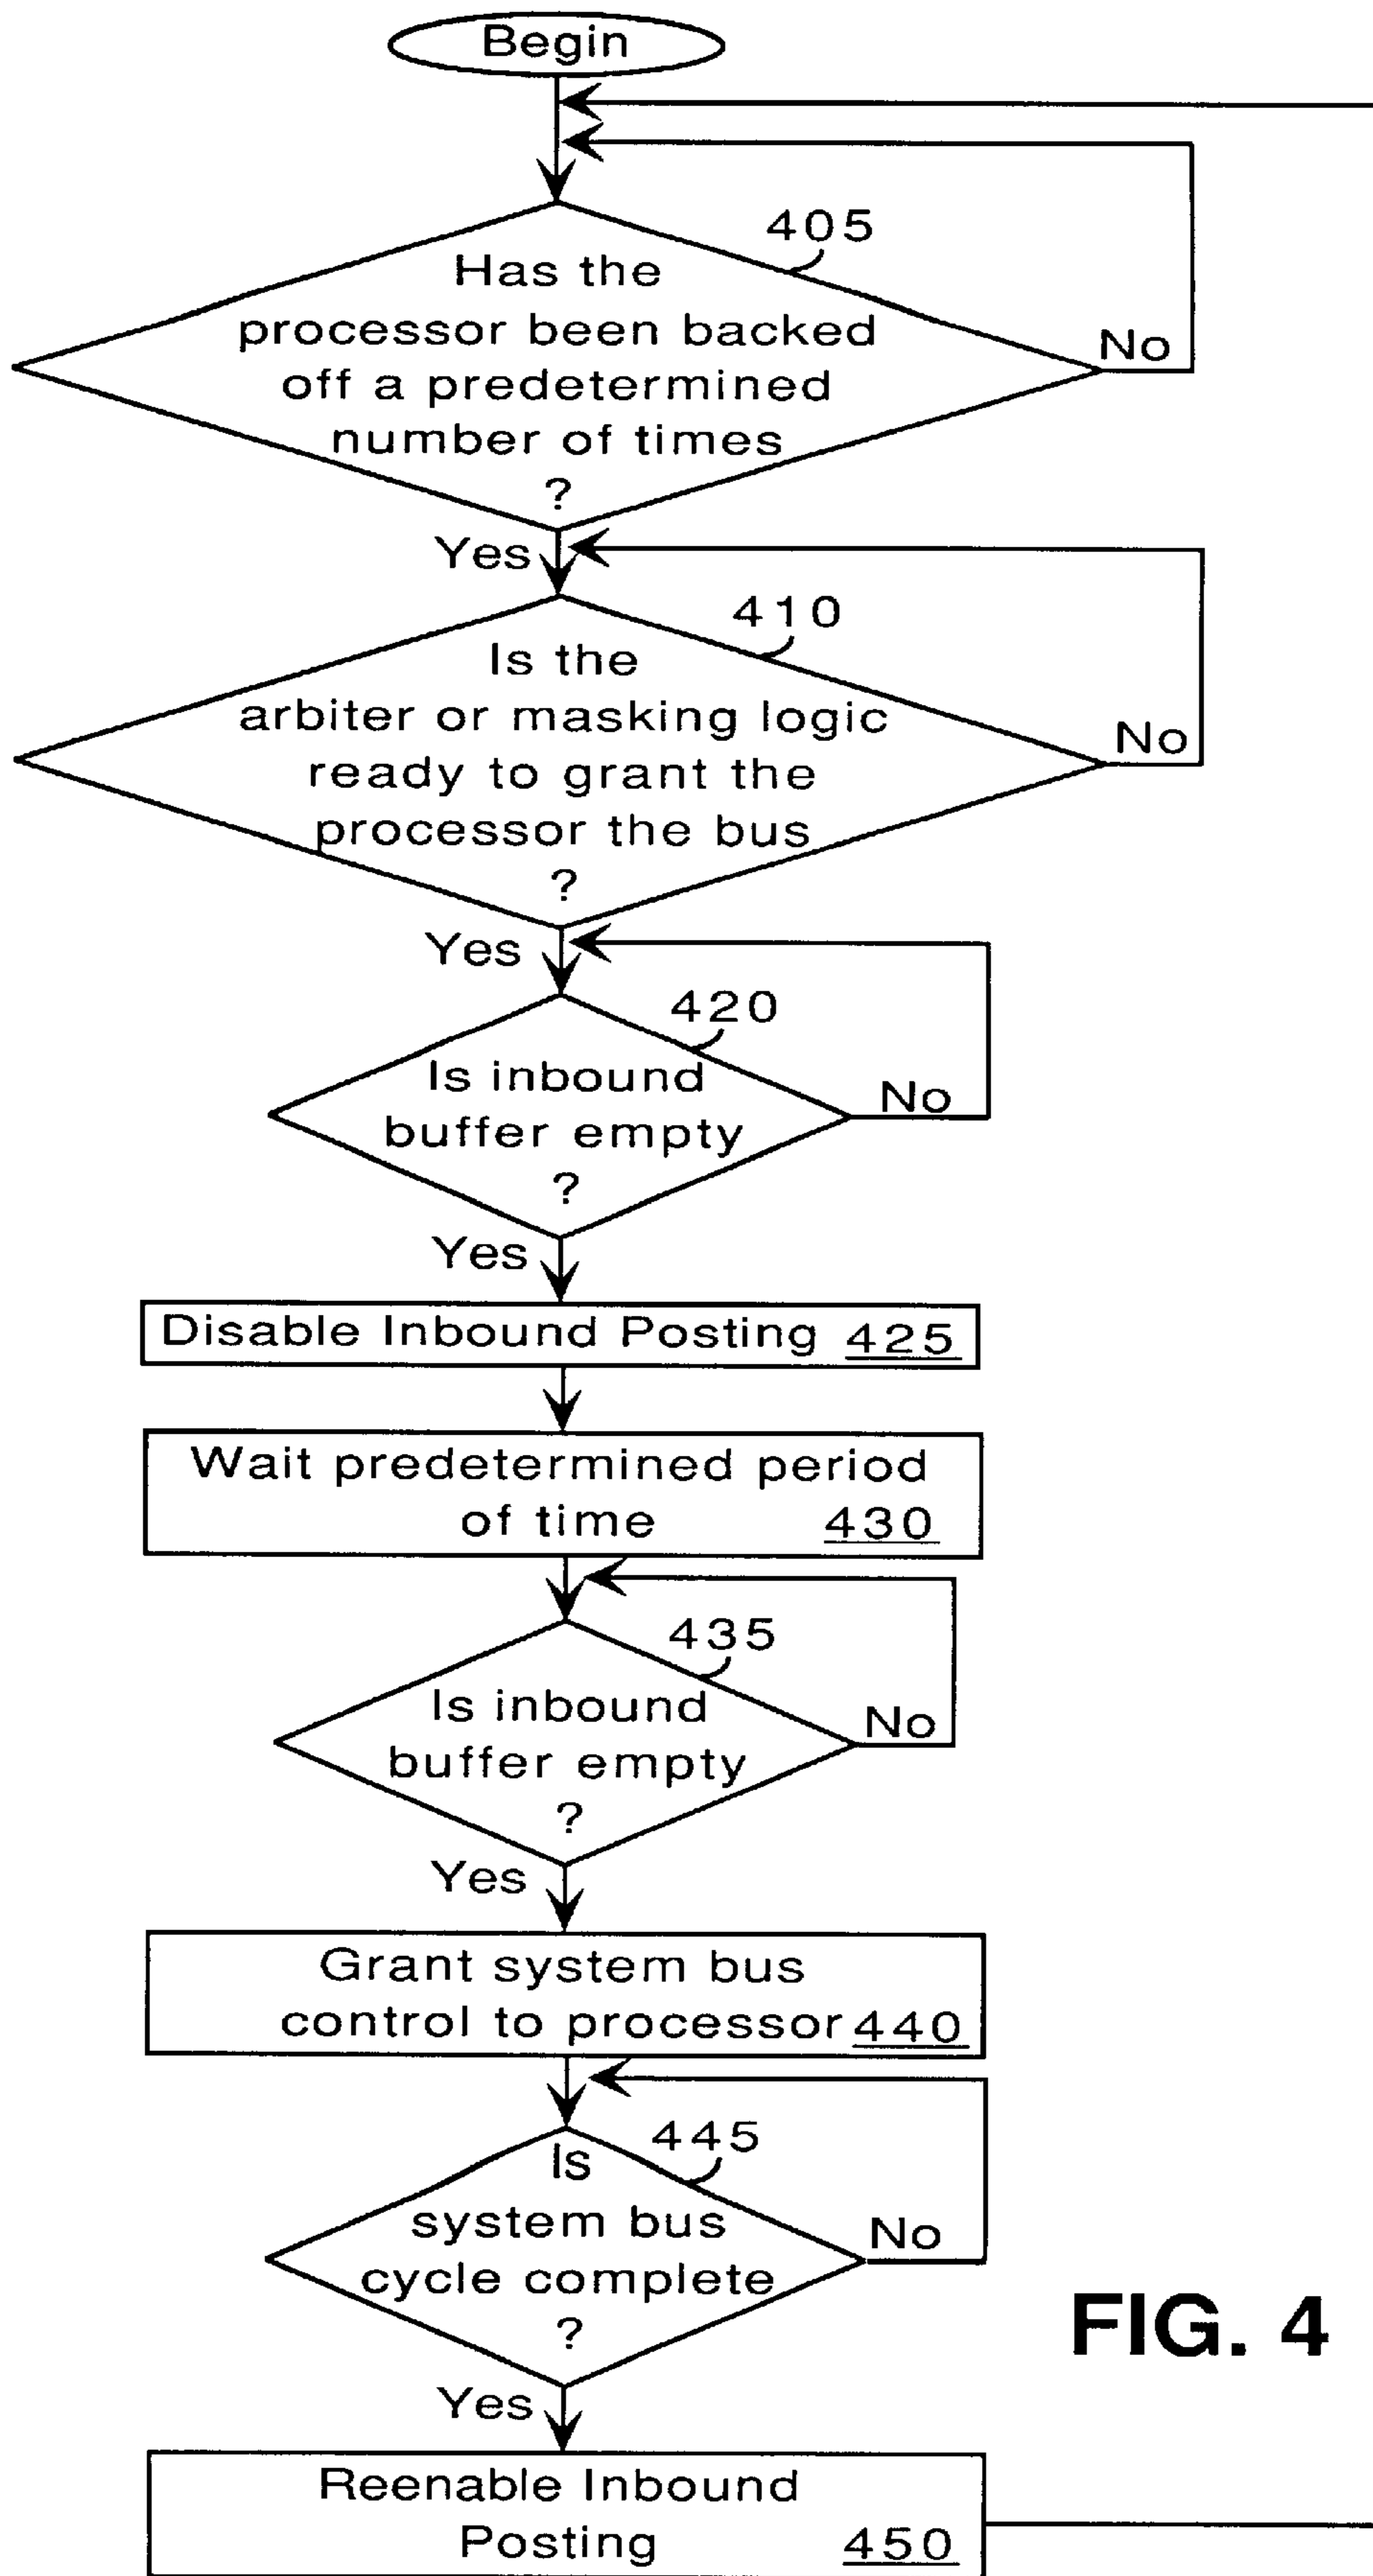 Begin
405
Has the
processor been backed
off a predetermined
number of times
?
No
Yes
410
Is the
arbiter or masking logic
ready to grant the
processor the bus
?
No
Yes
420
Is inbound
buffer empty
?
No
Yes
Disable Inbound Posting 425
Wait predetermined period
of time 430
435
Is inbound
buffer empty
?
No
Yes
Grant system bus
control to processor 440
445
Is
system bus
cycle complete
?
No
Yes
Reenable Inbound
Posting 450
FIG. 4